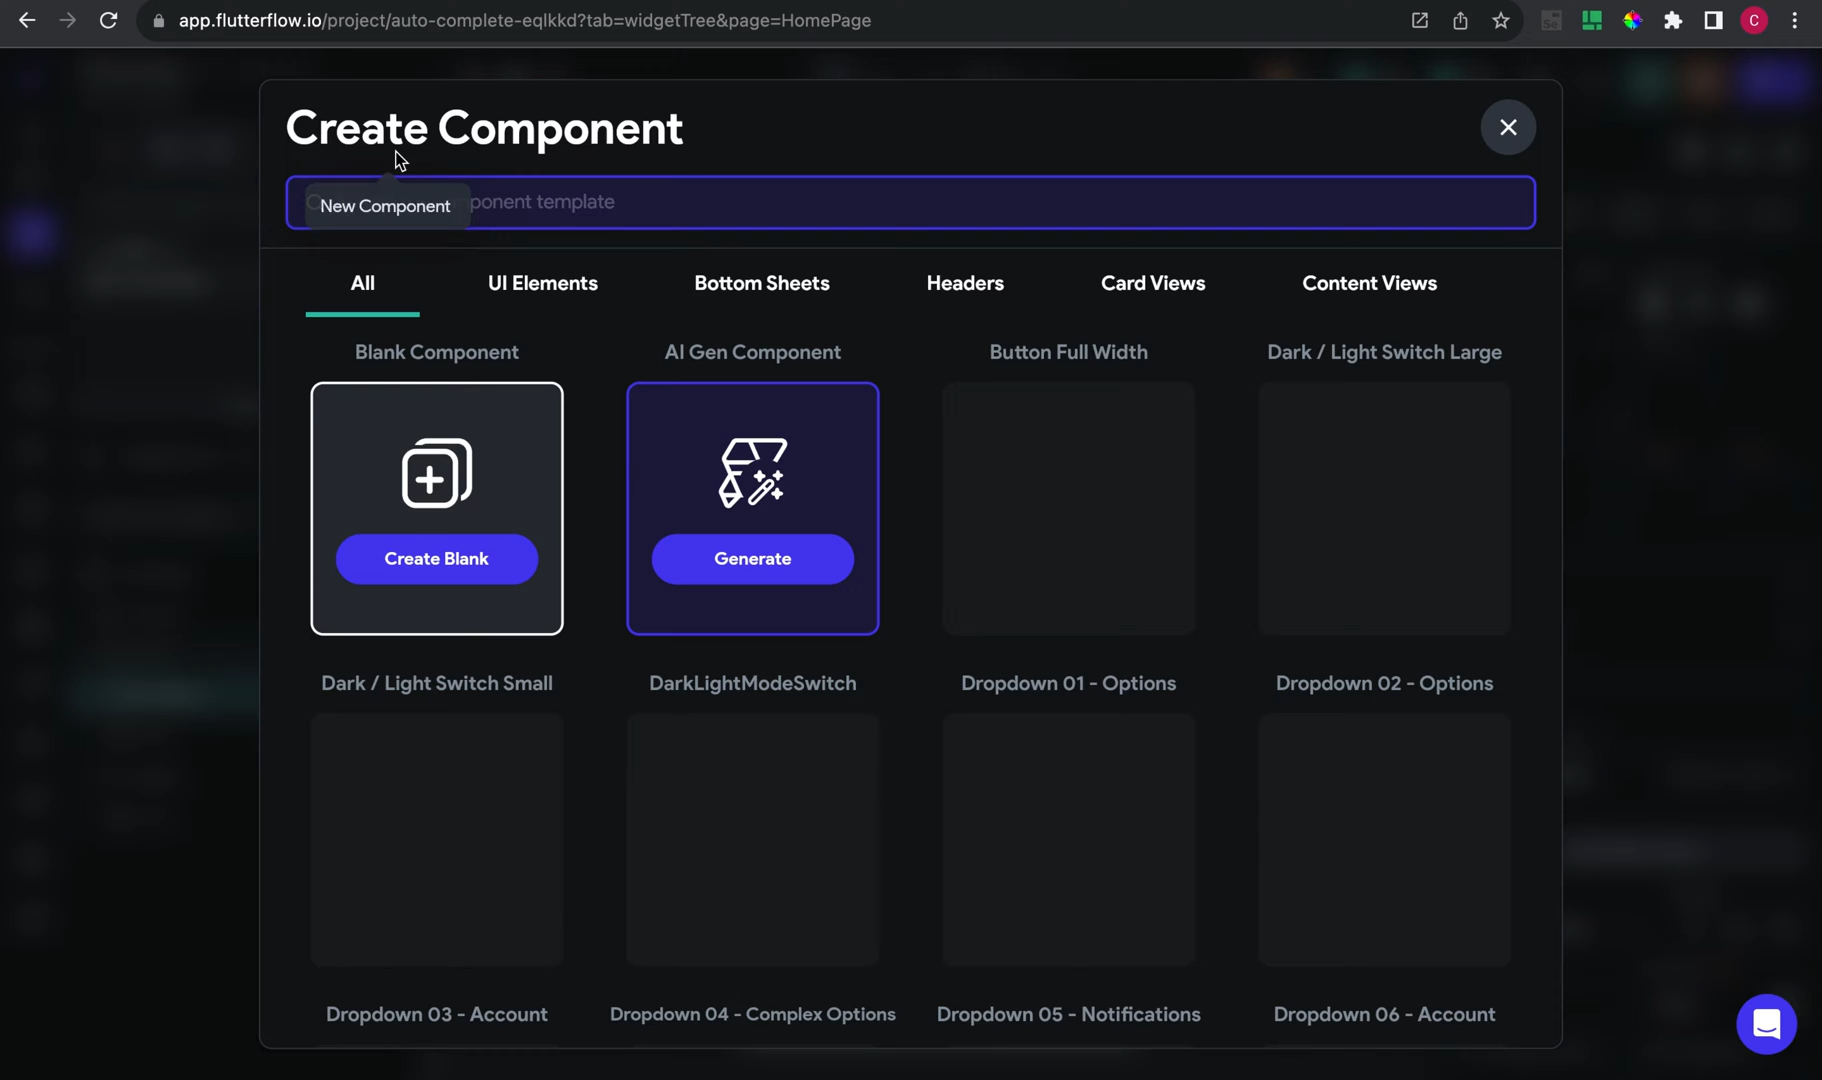 app.flutterflow.io/project/auto-complete-eqlkkd?tab=widgetTree&page=HomePage
C
Create Component
New Component
ponent template
All
UI Elements
Bottom Sheets
Headers
Card Views
Content Views
Blank Component
AI Gen Component
Button Full Width
Dark / Light Switch Large
Create Blank
Generate
Dark / Light Switch Small
DarkLightModeSwitch
Dropdown 01 - Options
Dropdown 02 - Options
Dropdown 03 - Account
Dropdown 04 - Complex Options
Dropdown 05 - Notifications
Dropdown 06 - Account